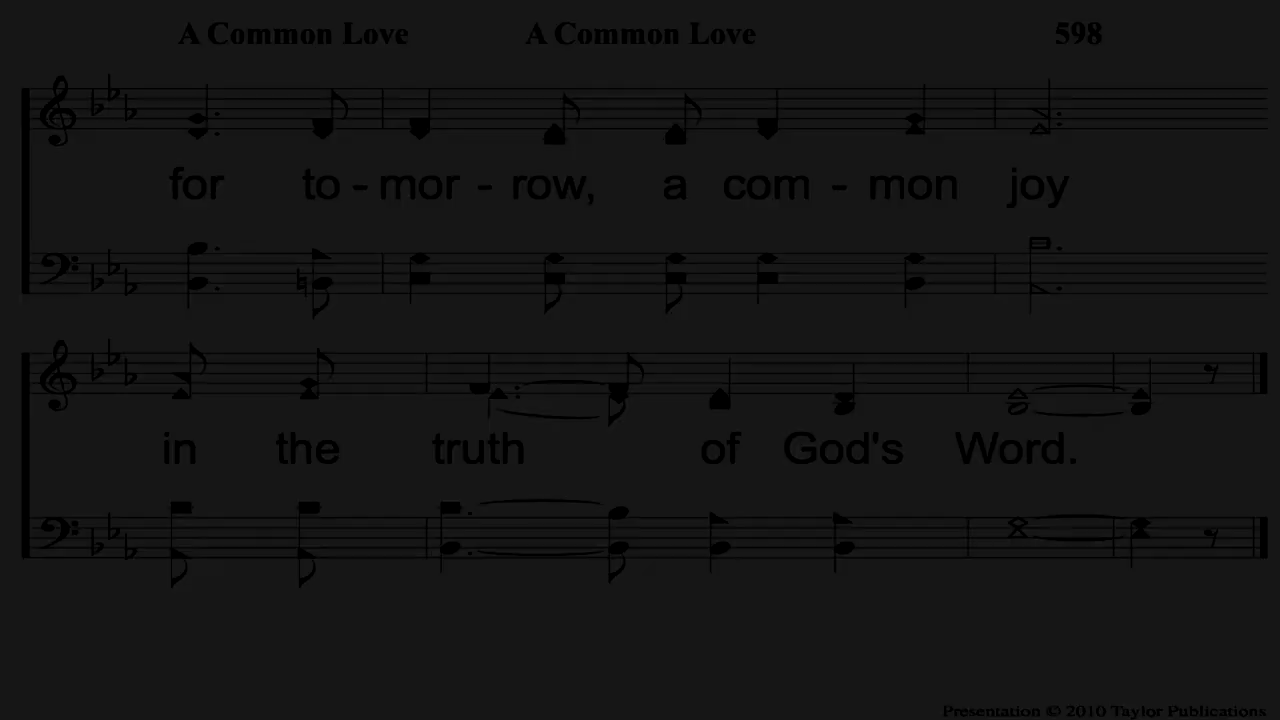 A Common Love A Common Love 598
for to - mor - row, a com - mon joy
in the truth of God's Word.
Presentation © 2010 Taylor Publications